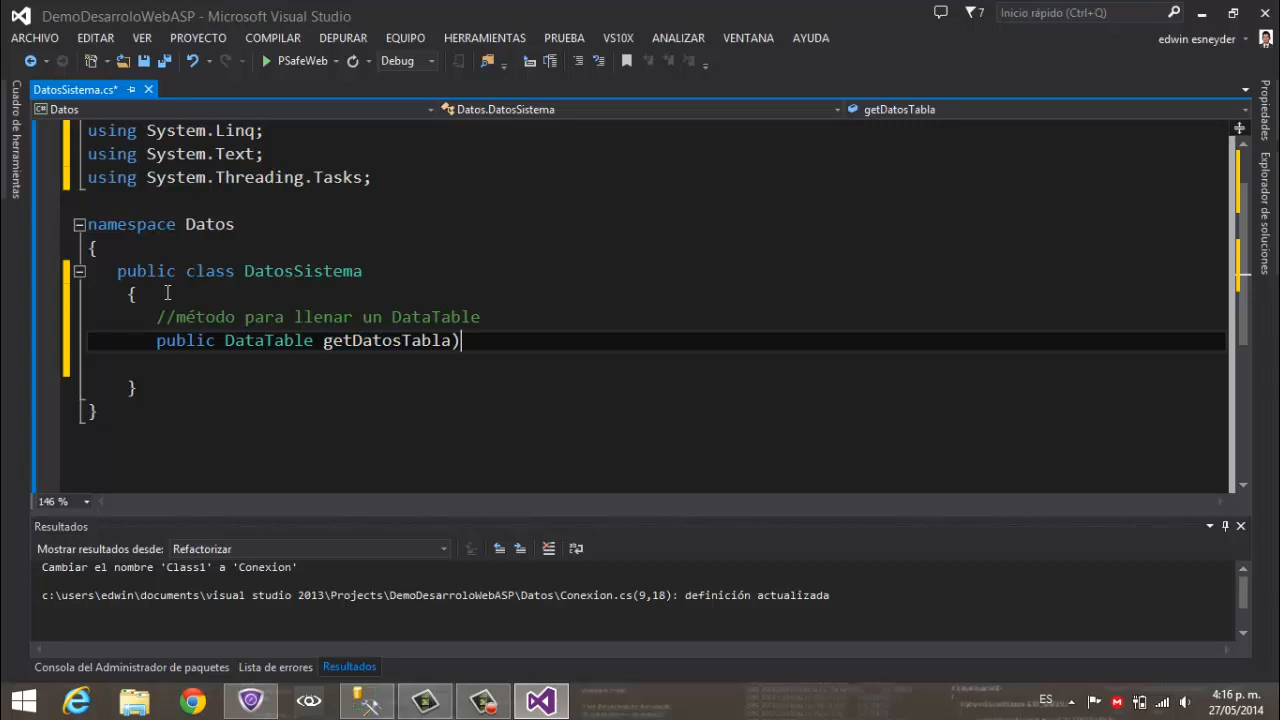 DemoDesarroloWebASP - Microsoft Visual Studio
7
Inicio rápido (Ctrl+Q)
ARCHIVO EDITAR VER PROYECTO COMPILAR DEPURAR EQUIPO HERRAMIENTAS PRUEBA VS10X ANALIZAR VENTANA AYUDA
edwin esneyder
PSafeWeb Debug
DatosSistema.cs*
Datos
Datos.DatosSistema
getDatosTabla
Cuadro de herramientas
Propiedades
Explorador de soluciones
using System.Linq;
using System.Text;
using System.Threading.Tasks;
namespace Datos
{
public class DatosSistema
{
//método para llenar un DataTable
public DataTable getDatosTabla)
}
}
146 %
Resultados
Mostrar resultados desde: Refactorizar
Cambiar el nombre 'Class1' a 'Conexion'
c:\users\edwin\documents\visual studio 2013\Projects\DemoDesarroloWebASP\Datos\Conexion.cs(9,18): definición actualizada
Consola del Administrador de paquetes Lista de errores Resultados
ES
4:16 p. m.
27/05/2014